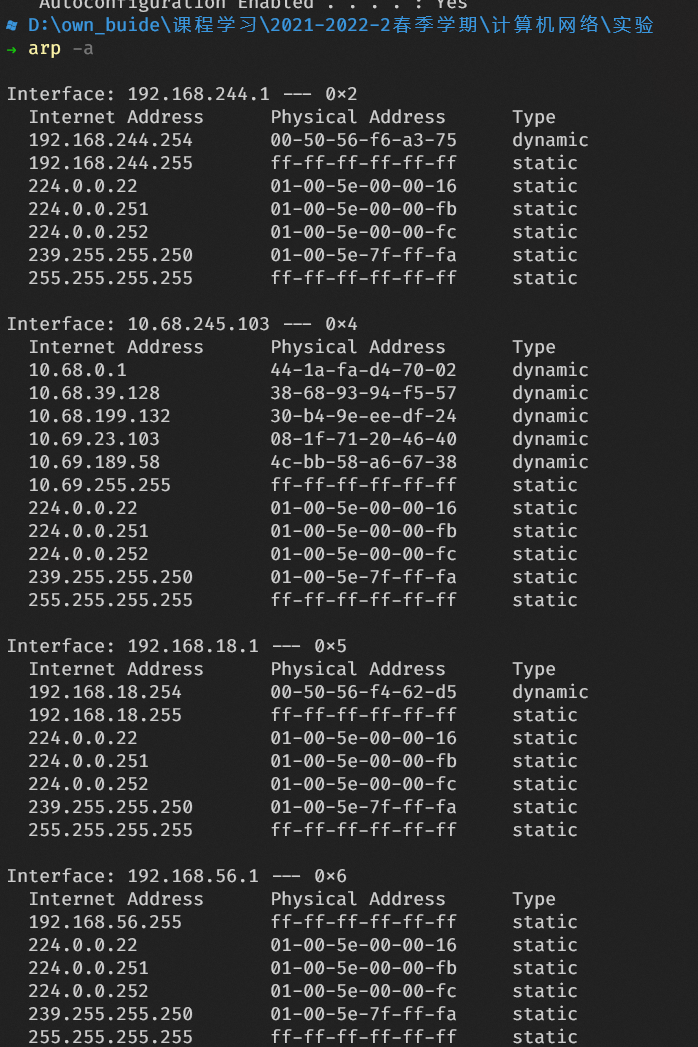 Autoconfiguration Enabled . . . . : Yes
D:\own_buide\课程学习\2021-2022-2春季学期\计算机网络\实验
→ arp -a
Interface: 192.168.244.1 --- 0×2
Internet Address Physical Address Type
192.168.244.254 00-50-56-f6-a3-75 dynamic
192.168.244.255 ff-ff-ff-ff-ff-ff static
224.0.0.22 01-00-5e-00-00-16 static
224.0.0.251 01-00-5e-00-00-fb static
224.0.0.252 01-00-5e-00-00-fc static
239.255.255.250 01-00-5e-7f-ff-fa static
255.255.255.255 ff-ff-ff-ff-ff-ff static
Interface: 10.68.245.103 --- 0×4
Internet Address Physical Address Type
10.68.0.1 44-1a-fa-d4-70-02 dynamic
10.68.39.128 38-68-93-94-f5-57 dynamic
10.68.199.132 30-b4-9e-ee-df-24 dynamic
10.69.23.103 08-1f-71-20-46-40 dynamic
10.69.189.58 4c-bb-58-a6-67-38 dynamic
10.69.255.255 ff-ff-ff-ff-ff-ff static
224.0.0.22 01-00-5e-00-00-16 static
224.0.0.251 01-00-5e-00-00-fb static
224.0.0.252 01-00-5e-00-00-fc static
239.255.255.250 01-00-5e-7f-ff-fa static
255.255.255.255 ff-ff-ff-ff-ff-ff static
Interface: 192.168.18.1 --- 0×5
Internet Address Physical Address Type
192.168.18.254 00-50-56-f4-62-d5 dynamic
192.168.18.255 ff-ff-ff-ff-ff-ff static
224.0.0.22 01-00-5e-00-00-16 static
224.0.0.251 01-00-5e-00-00-fb static
224.0.0.252 01-00-5e-00-00-fc static
239.255.255.250 01-00-5e-7f-ff-fa static
255.255.255.255 ff-ff-ff-ff-ff-ff static
Interface: 192.168.56.1 --- 0×6
Internet Address Physical Address Type
192.168.56.255 ff-ff-ff-ff-ff-ff static
224.0.0.22 01-00-5e-00-00-16 static
224.0.0.251 01-00-5e-00-00-fb static
224.0.0.252 01-00-5e-00-00-fc static
239.255.255.250 01-00-5e-7f-ff-fa static
255.255.255.255 ff-ff-ff-ff-ff-ff static